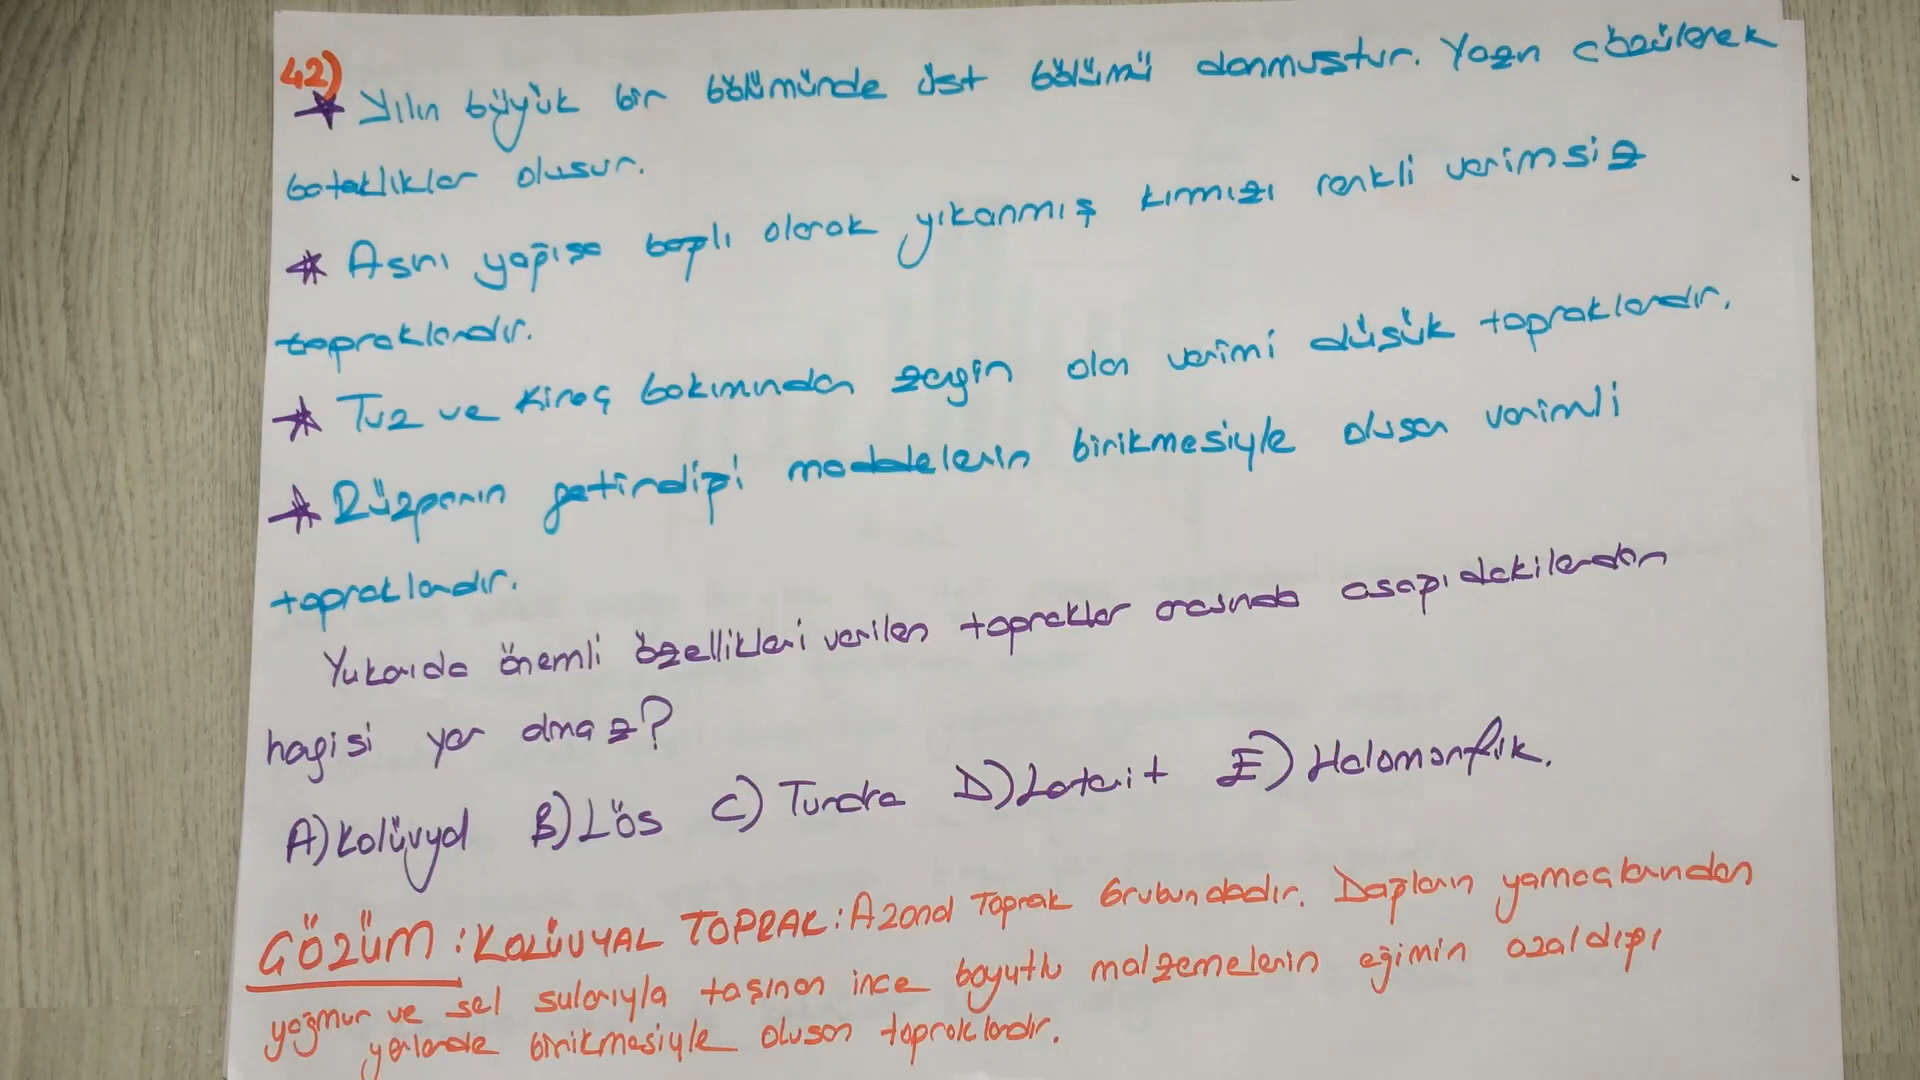 42)
* Yılın büyük bir bölümünde üst bölümü donmuştur. Yazın çözülerek
bataklıklar oluşur.
* Aşırı yağışa bağlı olarak yıkanmış kırmızı renkli verimsiz
topraklardır.
* Tuz ve Kireç bakımından zengin olan verimi düşük topraklardır.
* Rüzgarın getirdiği maddelerin birikmesiyle oluşan verimli
topraklardır.
Yukarıda önemli özellikleri verilen topraklar arasında aşağıdakilerden
hangisi yer almaz?
A) Kolüvyal B) Lös C) Tundra D) Laterit E) Halomorfik.
ÇÖZÜM: KOLÜVYAL TOPRAK: Azonal Toprak Grubundadır. Dağların yamaçlarından
yağmur ve sel sularıyla taşınan ince boyutlu malzemelerin eğimin azaldığı
yerlerde birikmesiyle oluşan topraklardır.